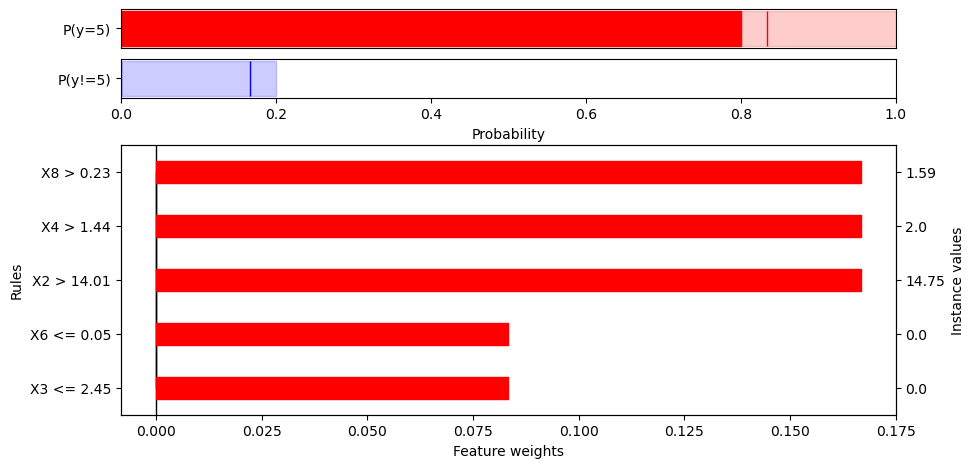 P(y=5)
P(y!=5)
0.0 0.2 0.4 0.6 0.8 1.0
Probability
Rules
X8 > 0.23 1.59
X4 > 1.44 2.0
X2 > 14.01 14.75
X6 <= 0.05 0.0
X3 <= 2.45 0.0
Instance values
0.000 0.025 0.050 0.075 0.100 0.125 0.150 0.175
Feature weights